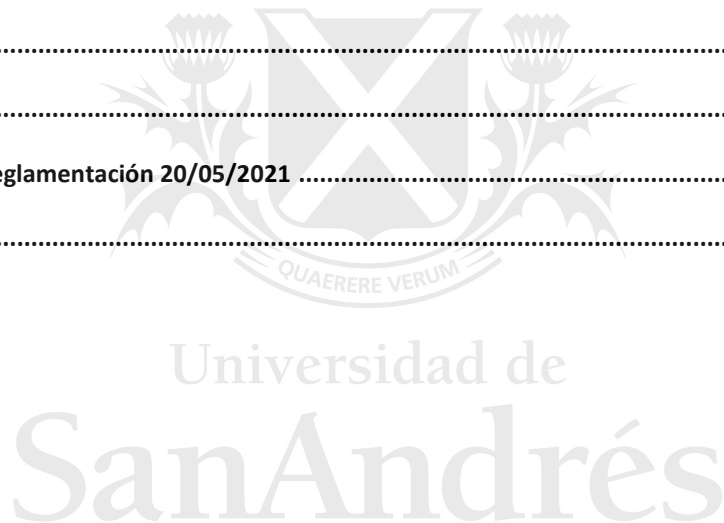 ................................................................................
................................................................................
eglamentación 20/05/2021 ................................................
................................................................................
QUAERERE VERUM
Universidad de
SanAndrés